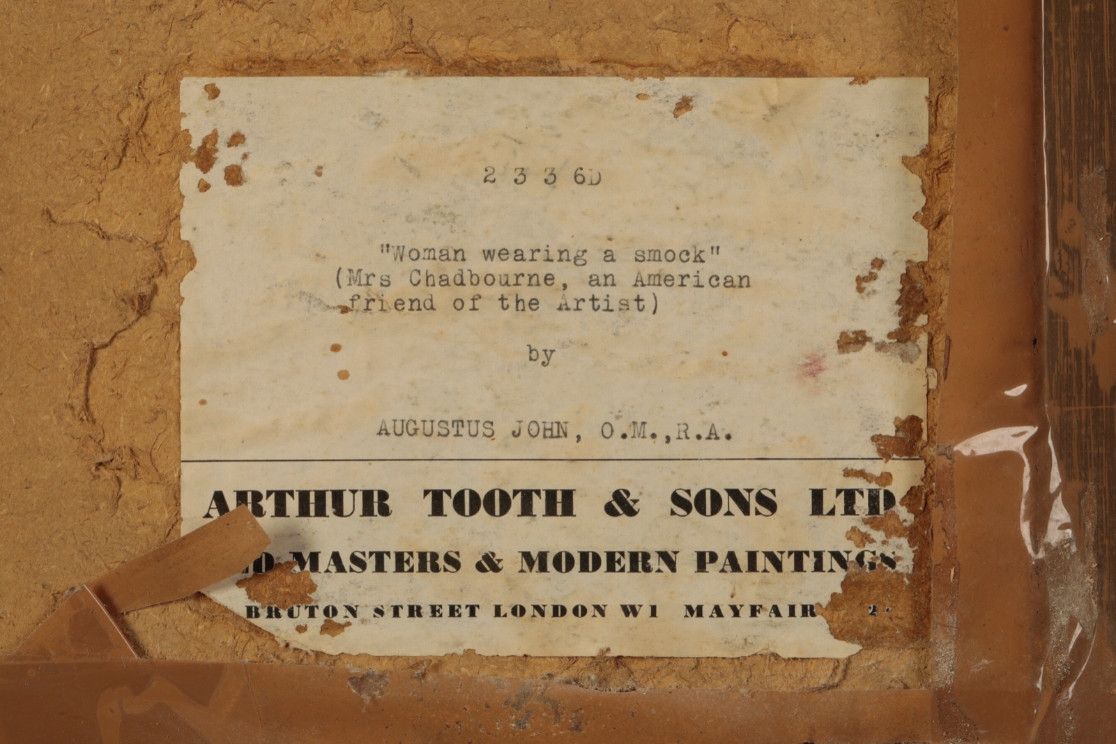 2 3 3 6D
"Woman wearing a smock"
(Mrs Chadbourne, an American
friend of the Artist)
by
AUGUSTUS JOHN, O.M.,R.A.
ARTHUR TOOTH & SONS LTD
MASTERS & MODERN PAINTINGS
BRUTON STREET LONDON W1 MAYFAIR